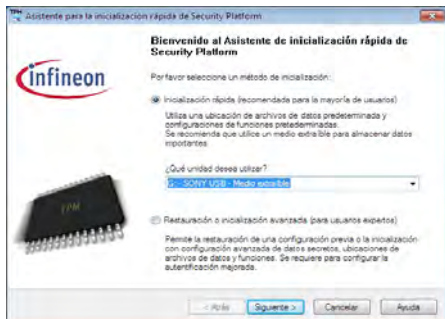 Asistente para la inicialización rápida de Security Platform
Bienvenido al Asistente de inicialización rápida de
Security Platform
infineon
Por favor seleccione un método de inicialización:
Inicialización rápida (recomendada para la mayoría de usuarios)
Utiliza una ubicación de archivos de datos predeterminada y
configuraciones de funciones predeterminadas.
Se recomienda que utilice un medio extraíble para almacenar datos
importantes.
¿Qué unidad desea utilizar?
G: - SONY USB - Medio extraíble
TPM
Restauración o inicialización avanzada (para usuarios expertos)
Permite la restauración de una configuración previa o la inicialización
con configuración avanzada de datos secretos, ubicaciones de
archivos de datos y funciones. Se requiere para configurar la
autentificación mejorada.
< Atrás
Siguiente >
Cancelar
Ayuda